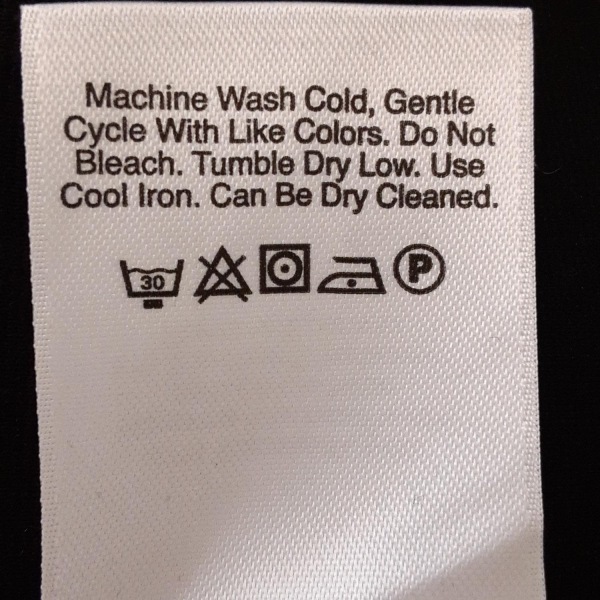 Machine Wash Cold, Gentle
Cycle With Like Colors. Do Not
Bleach. Tumble Dry Low. Use
Cool Iron. Can Be Dry Cleaned.
30 P